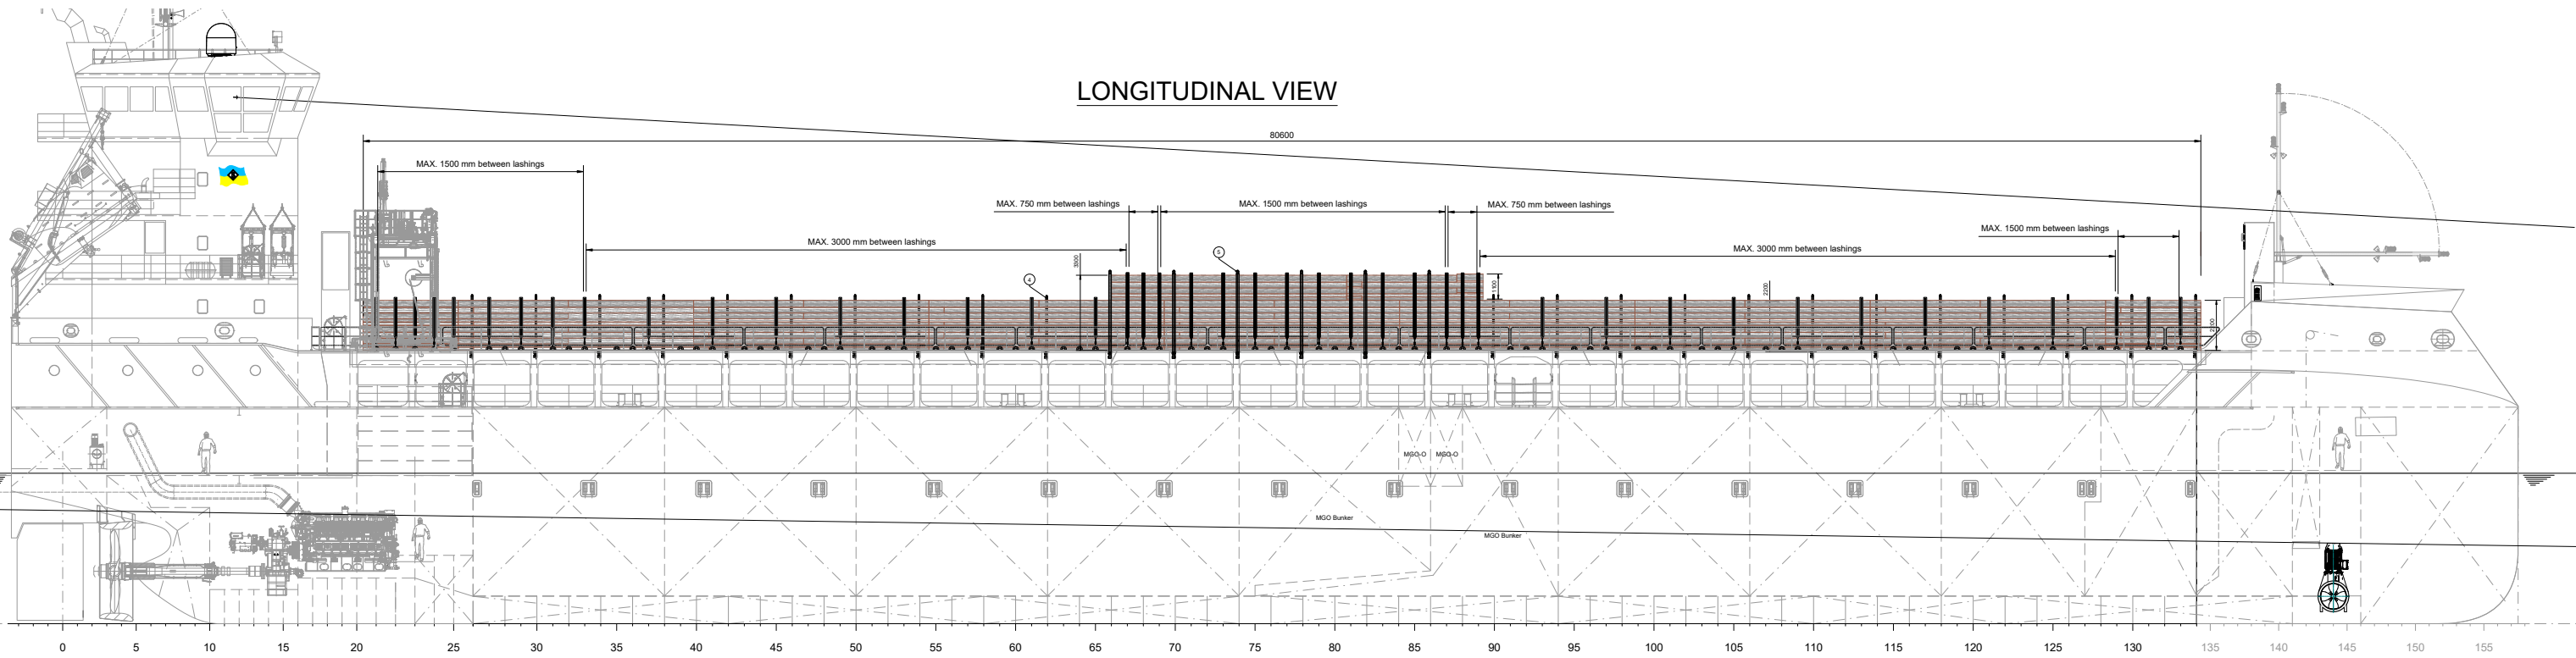 LONGITUDINAL VIEW
80600
MAX. 1500 mm between lashings
MAX. 750 mm between lashings
MAX. 1500 mm between lashings
MAX. 750 mm between lashings
MAX. 1500 mm between lashings
MAX. 3000 mm between lashings
MAX. 3000 mm between lashings
5
4
1100
2200
MGO-O
MGO-O
MGO Bunker
MGO Bunker
0 5 10 15 20 25 30 35 40 45 50 55 60 65 70 75 80 85 90 95 100 105 110 115 120 125 130 135 140 145 150 155